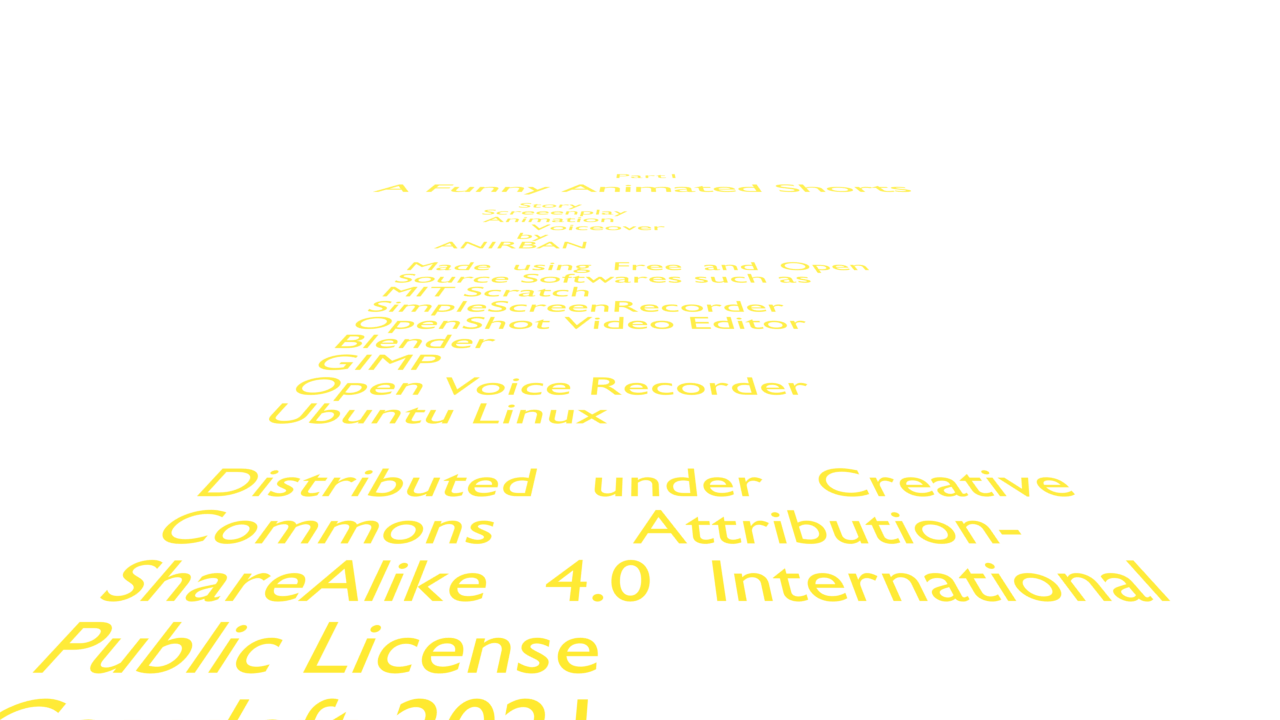 Part I
A Funny Animated Shorts
Story
Screeenplay
Animation
Voiceover
by
ANIRBAN
Made using Free and Open
Source Softwares such as
MIT Scratch
SimpleScreenRecorder
OpenShot Video Editor
Blender
GIMP
Open Voice Recorder
Ubuntu Linux
Distributed under Creative
Commons Attribution-
ShareAlike 4.0 International
Public License